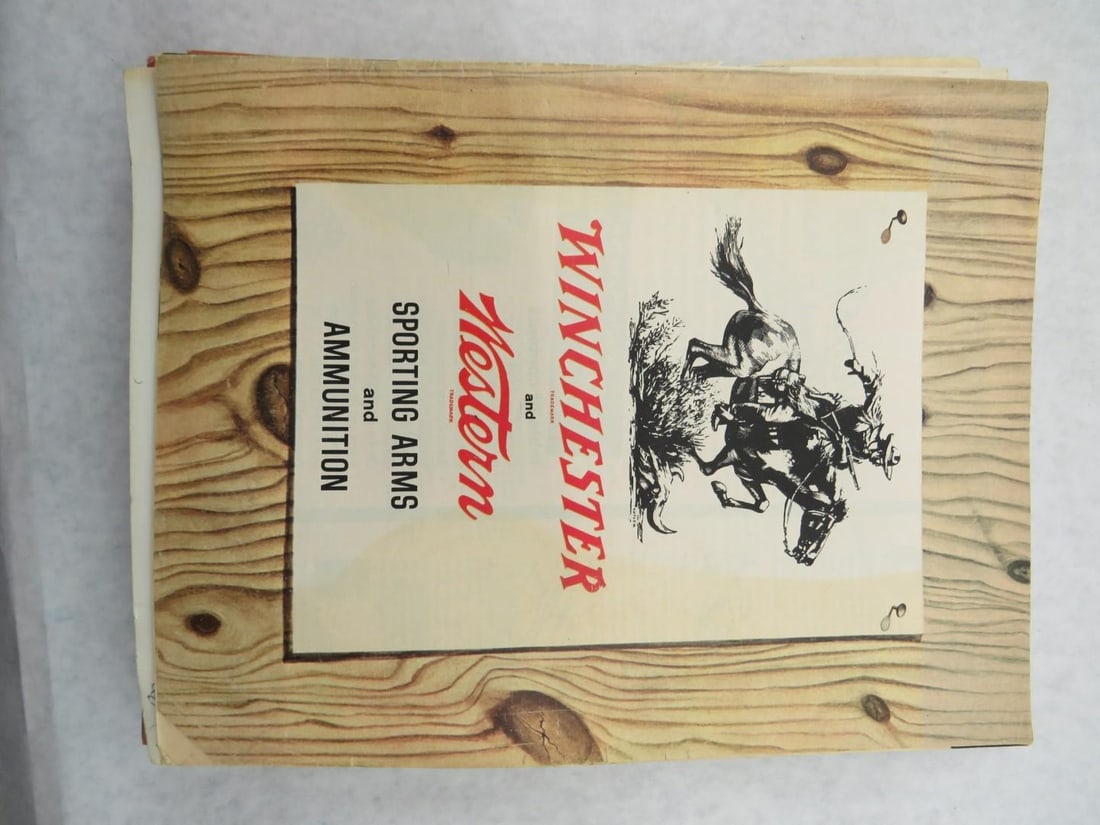 WINCHESTER
TRADEMARK
and
Western
TRADEMARK
SPORTING ARMS
and
AMMUNITION